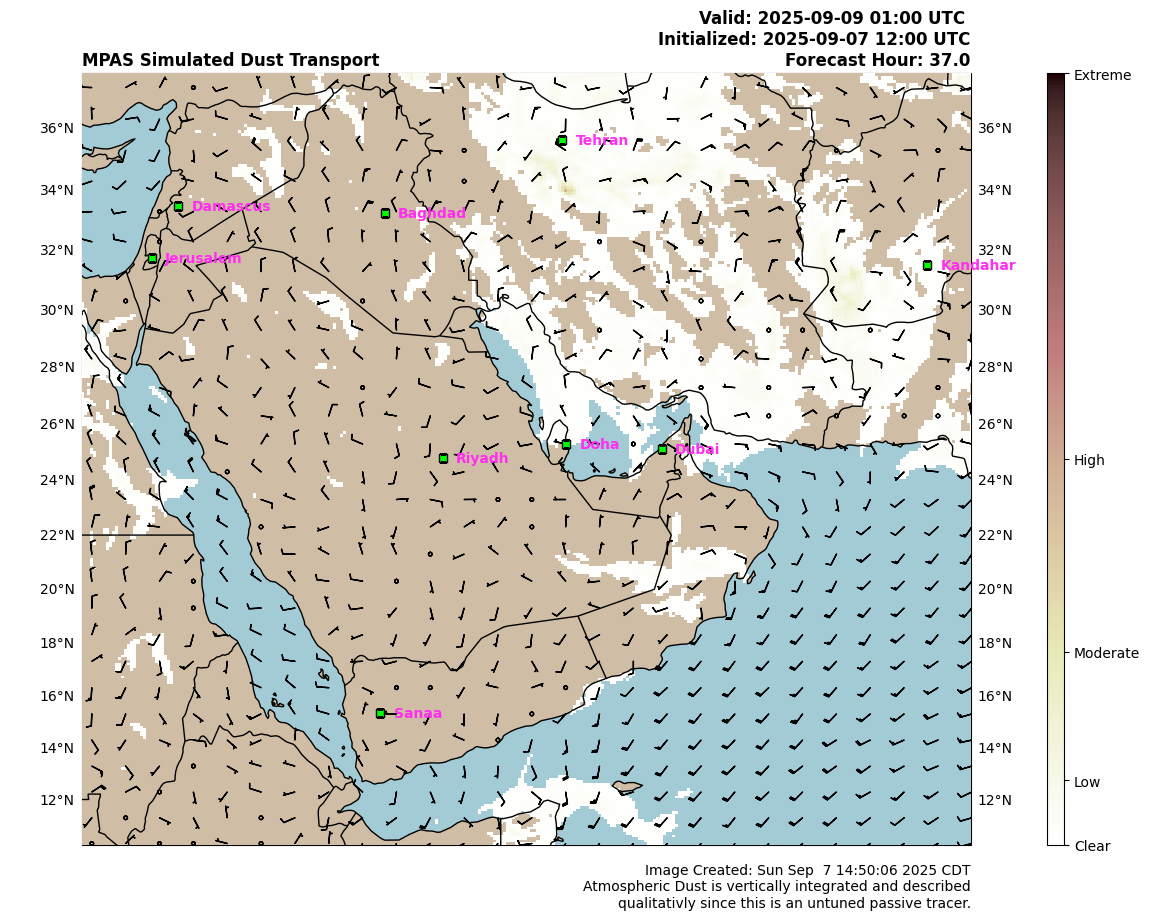 Valid: 2025-09-09 01:00 UTC
Initialized: 2025-09-07 12:00 UTC
MPAS Simulated Dust Transport Forecast Hour: 37.0
Extreme
36°N Tehran 36°N
34°N Damascus Baghdad 34°N
32°N Jerusalem 32°N Kandahar
30°N 30°N
28°N 28°N
26°N Doha Dubai 26°N
High
24°N Riyadh 24°N
22°N 22°N
20°N 20°N
18°N 18°N
Moderate
16°N Sanaa 16°N
14°N 14°N
Low
12°N 12°N
Clear
Image Created: Sun Sep  7 14:50:06 2025 CDT
Atmospheric Dust is vertically integrated and described
qualitativly since this is an untuned passive tracer.